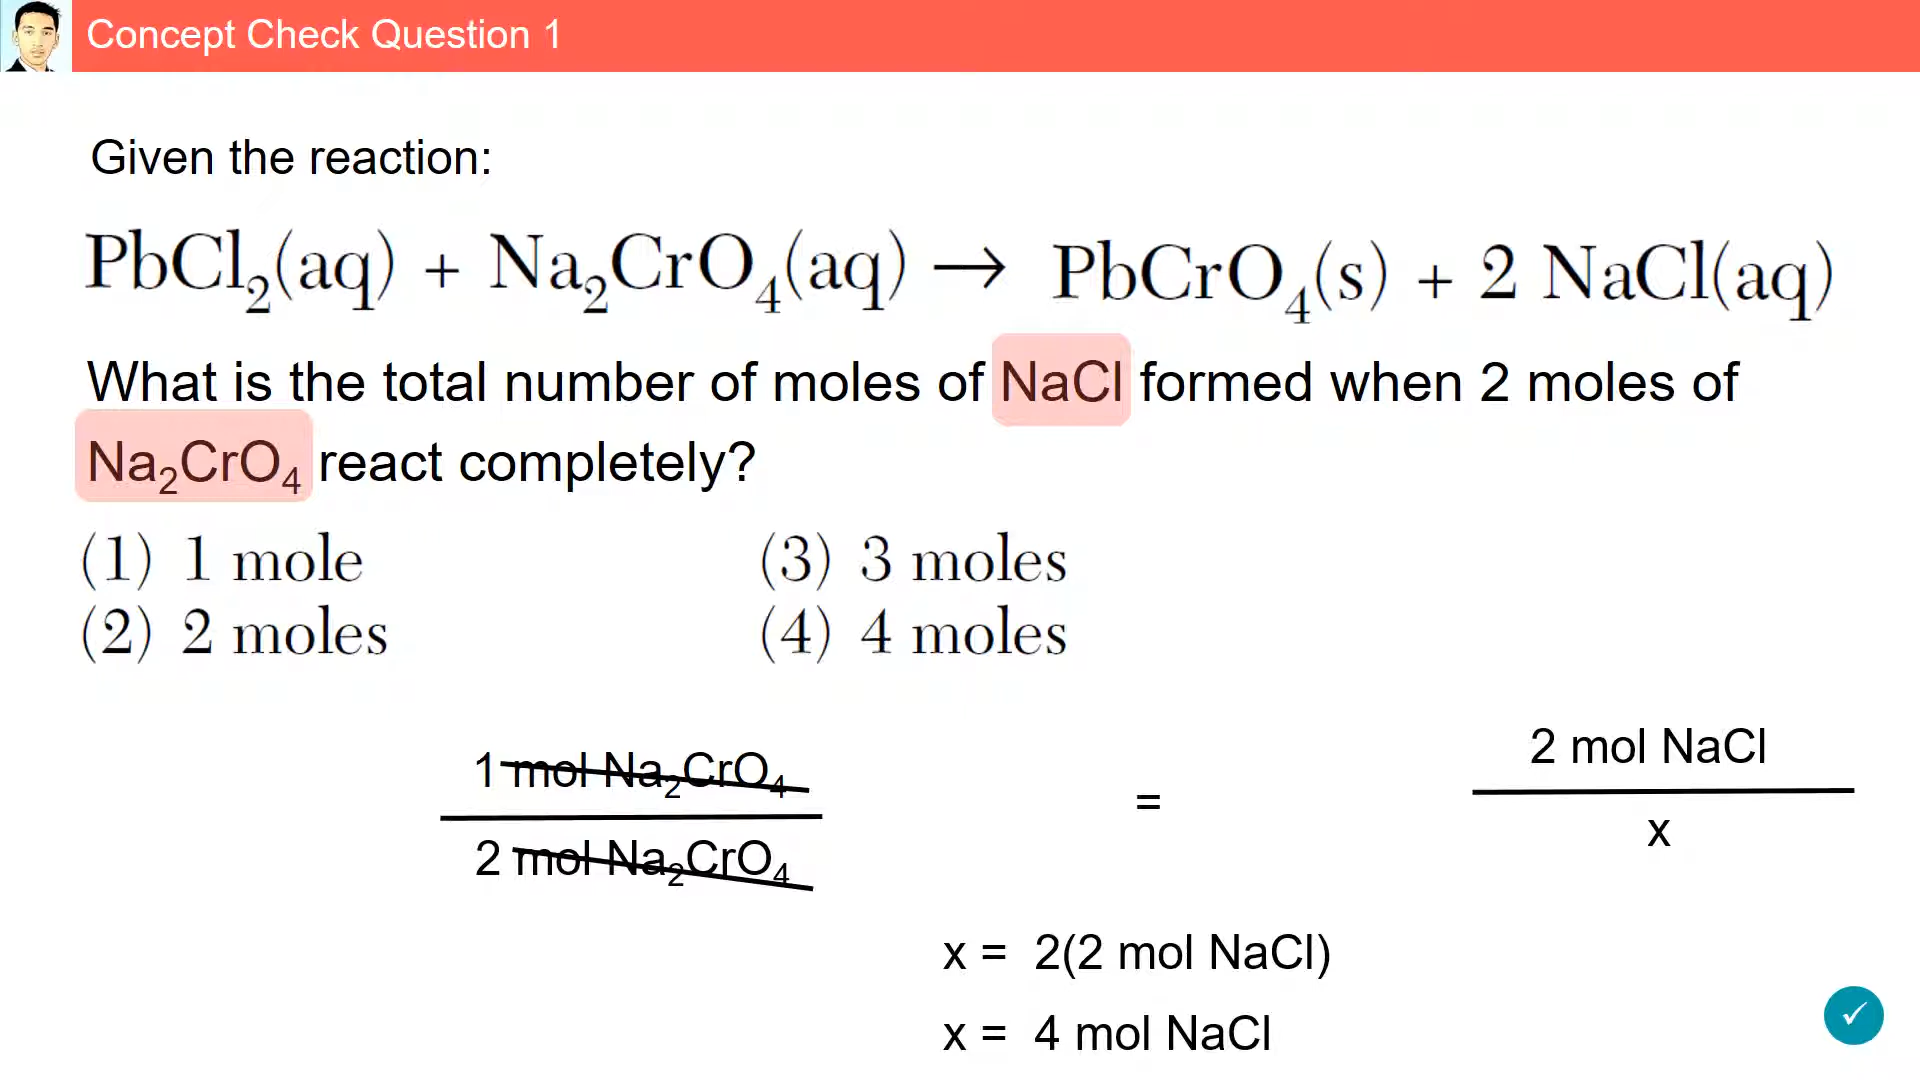 Concept Check Question 1
Given the reaction:
PbCl₂(aq) + Na₂CrO₄(aq) → PbCrO₄(s) + 2 NaCl(aq)
What is the total number of moles of NaCl formed when 2 moles of
Na₂CrO₄ react completely?
(1) 1 mole
(3) 3 moles
(2) 2 moles
(4) 4 moles
1 mol Na₂CrO₄
2 mol Na₂CrO₄
=
2 mol NaCl
x
x = 2(2 mol NaCl)
x = 4 mol NaCl